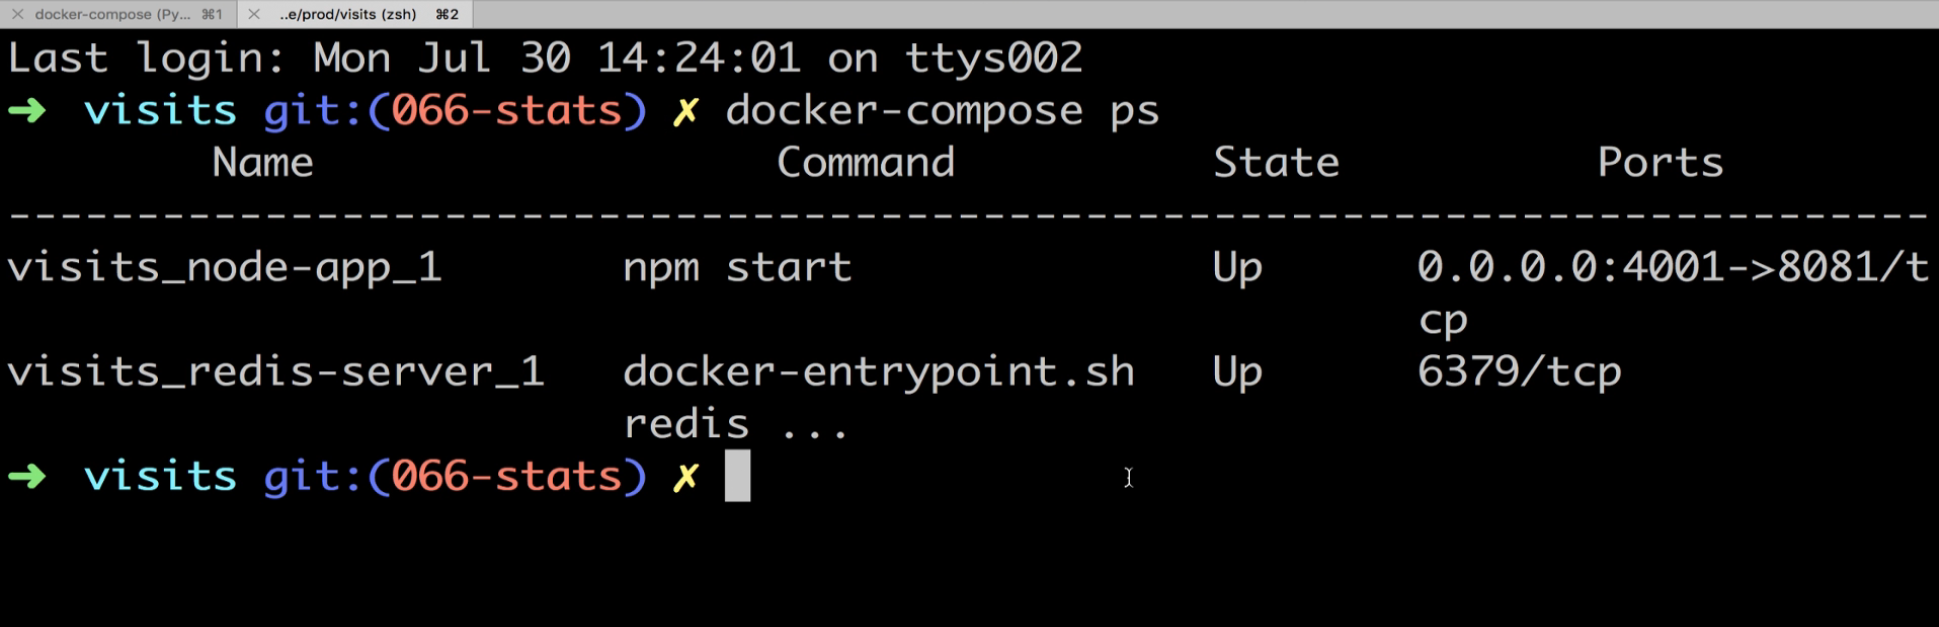 docker-compose (Py... ⌘1 ..e/prod/visits (zsh) ⌘2
Last login: Mon Jul 30 14:24:01 on ttys002
➜ visits git:(066-stats) ✗ docker-compose ps
Name Command State Ports
---------------------------------------------------------------------------
visits_node-app_1 npm start Up 0.0.0.0:4001->8081/t
cp
visits_redis-server_1 docker-entrypoint.sh Up 6379/tcp
redis ...
➜ visits git:(066-stats) ✗